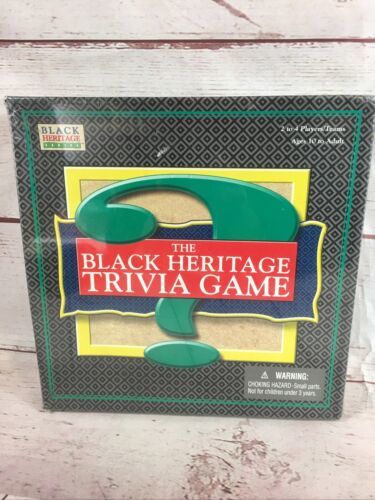 BLACK
HERITAGE
SERIES
2 to 4 Players/Teams
Ages 10 to Adult
THE
BLACK HERITAGE
TRIVIA GAME
WARNING:
CHOKING HAZARD-Small parts.
Not for children under 3 years.